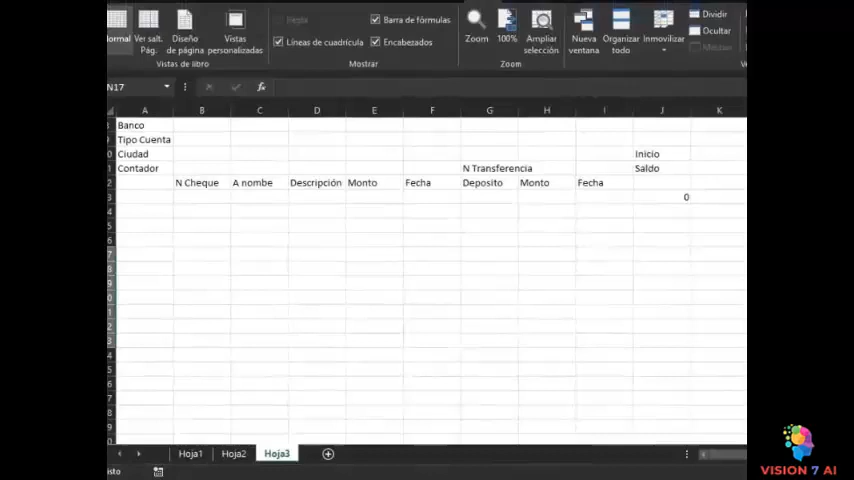 Normal
Ver salt. Pág.
Diseño de página
Vistas personalizadas
Vistas de libro
Regla
Barra de fórmulas
Líneas de cuadrícula
Encabezados
Mostrar
Zoom
100%
Ampliar selección
Zoom
Nueva ventana
Organizar todo
Inmovilizar
Dividir
Ocultar
N17
fx
A B C D E F G H I J K
Banco
Tipo Cuenta
Ciudad Inicio
Contador N Transferencia Saldo
N Cheque A nombre Descripción Monto Fecha Deposito Monto Fecha
0
Hoja1 Hoja2 Hoja3
isto
VISION 7 AI